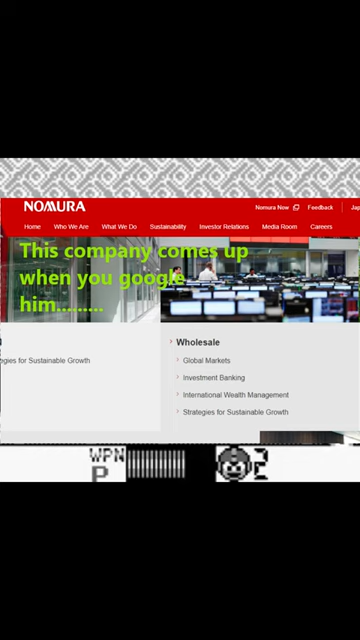 NOMURA
Nomura Now Feedback Jap
Home Who We Are What We Do Sustainability Investor Relations Media Room Careers
This company comes up
when you google
him.........
Wholesale
egies for Sustainable Growth
Global Markets
Investment Banking
International Wealth Management
Strategies for Sustainable Growth
WPN
P 2